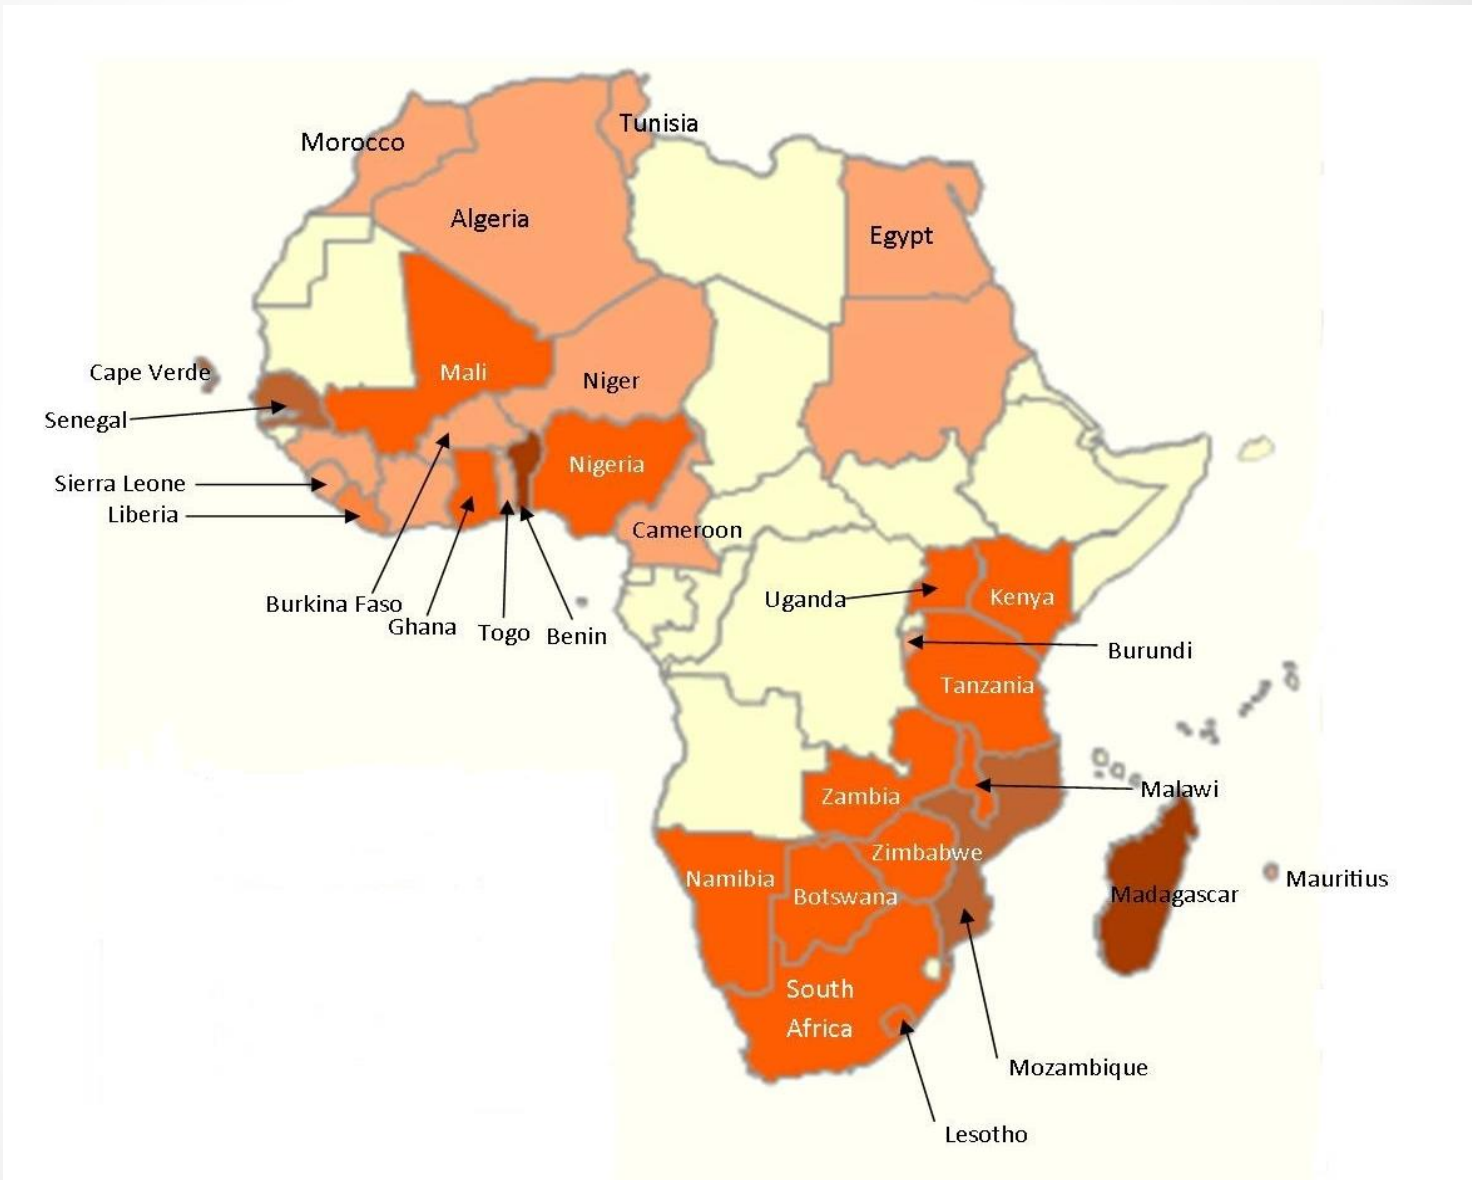 Tunisia
Morocco
Algeria
Egypt
Cape Verde
Mali
Niger
Senegal
Nigeria
Sierra Leone
Liberia
Cameroon
Burkina Faso
Ghana
Togo
Benin
Uganda
Kenya
Burundi
Tanzania
Malawi
Zambia
Zimbabwe
Namibia
Botswana
Madagascar
Mauritius
South
Africa
Mozambique
Lesotho